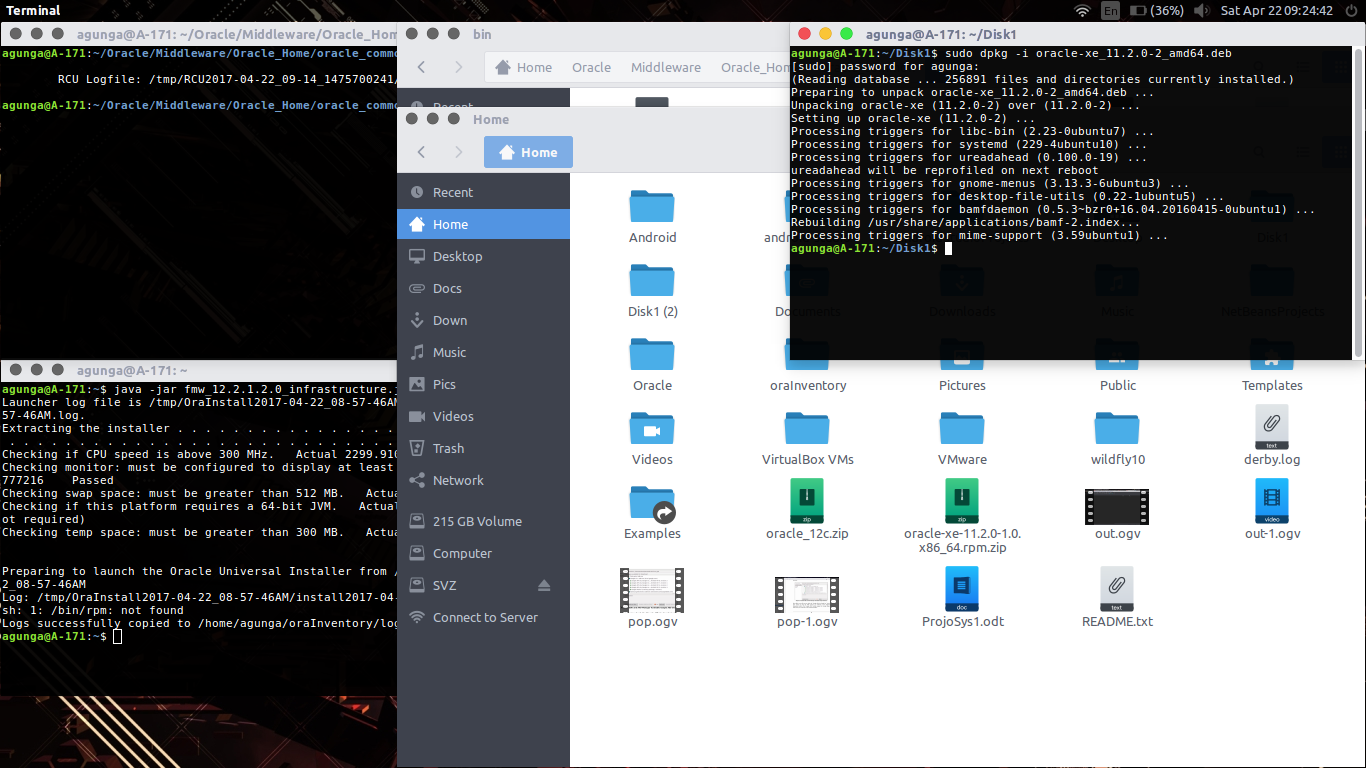 Terminal
En
(36%)
Sat Apr 22 09:24:42
agunga@A-171: ~/Oracle/Middleware/Oracle_Hom
agunga@A-171:~/Oracle/Middleware/Oracle_Home/oracle_commo
RCU Logfile: /tmp/RCU2017-04-22_09-14_1475700241/
agunga@A-171:~/Oracle/Middleware/Oracle_Home/oracle_commo
agunga@A-171: ~
agunga@A-171:~$ java -jar fmw_12.2.1.2.0_infrastructure.j
Launcher log file is /tmp/OraInstall2017-04-22_08-57-46AM
57-46AM.log.
Extracting the installer . . . . . . . . . . . . . . . .
. . . . . . . . . . . . . . . . . . . . . . . . . . . .
Checking if CPU speed is above 300 MHz.   Actual 2299.910
Checking monitor: must be configured to display at least
777216    Passed
Checking swap space: must be greater than 512 MB.   Actua
Checking if this platform requires a 64-bit JVM.   Actual
ot required)
Checking temp space: must be greater than 300 MB.   Actua
Preparing to launch the Oracle Universal Installer from /
2_08-57-46AM
Log: /tmp/OraInstall2017-04-22_08-57-46AM/install2017-04-
sh: 1: /bin/rpm: not found
Logs successfully copied to /home/agunga/oraInventory/log
agunga@A-171:~$
bin
Home
Oracle
Middleware
Oracle_Hom
Recent
Home
Home
Recent
Home
Desktop
Docs
Down
Music
Pics
Videos
Trash
Network
215 GB Volume
Computer
SVZ
Connect to Server
agunga@A-171: ~/Disk1
agunga@A-171:~/Disk1$ sudo dpkg -i oracle-xe_11.2.0-2_amd64.deb
[sudo] password for agunga:
(Reading database ... 256891 files and directories currently installed.)
Preparing to unpack oracle-xe_11.2.0-2_amd64.deb ...
Unpacking oracle-xe (11.2.0-2) over (11.2.0-2) ...
Setting up oracle-xe (11.2.0-2) ...
Processing triggers for libc-bin (2.23-0ubuntu7) ...
Processing triggers for systemd (229-4ubuntu10) ...
Processing triggers for ureadahead (0.100.0-19) ...
ureadahead will be reprofiled on next reboot
Processing triggers for gnome-menus (3.13.3-6ubuntu3) ...
Processing triggers for desktop-file-utils (0.22-1ubuntu5) ...
Processing triggers for bamfdaemon (0.5.3~bzr0+16.04.20160415-0ubuntu1) ...
Rebuilding /usr/share/applications/bamf-2.index...
Processing triggers for mime-support (3.59ubuntu1) ...
agunga@A-171:~/Disk1$
Android
andr
Disk1
Disk1 (2)
Documents
Downloads
Music
NetBeansProjects
Oracle
oraInventory
Pictures
Public
Templates
Videos
VirtualBox VMs
VMware
wildfly10
text
derby.log
Examples
zip
oracle_12c.zip
zip
oracle-xe-11.2.0-1.0.
x86_64.rpm.zip
out.ogv
video
out-1.ogv
pop.ogv
pop-1.ogv
doc
ProjoSys1.odt
text
README.txt